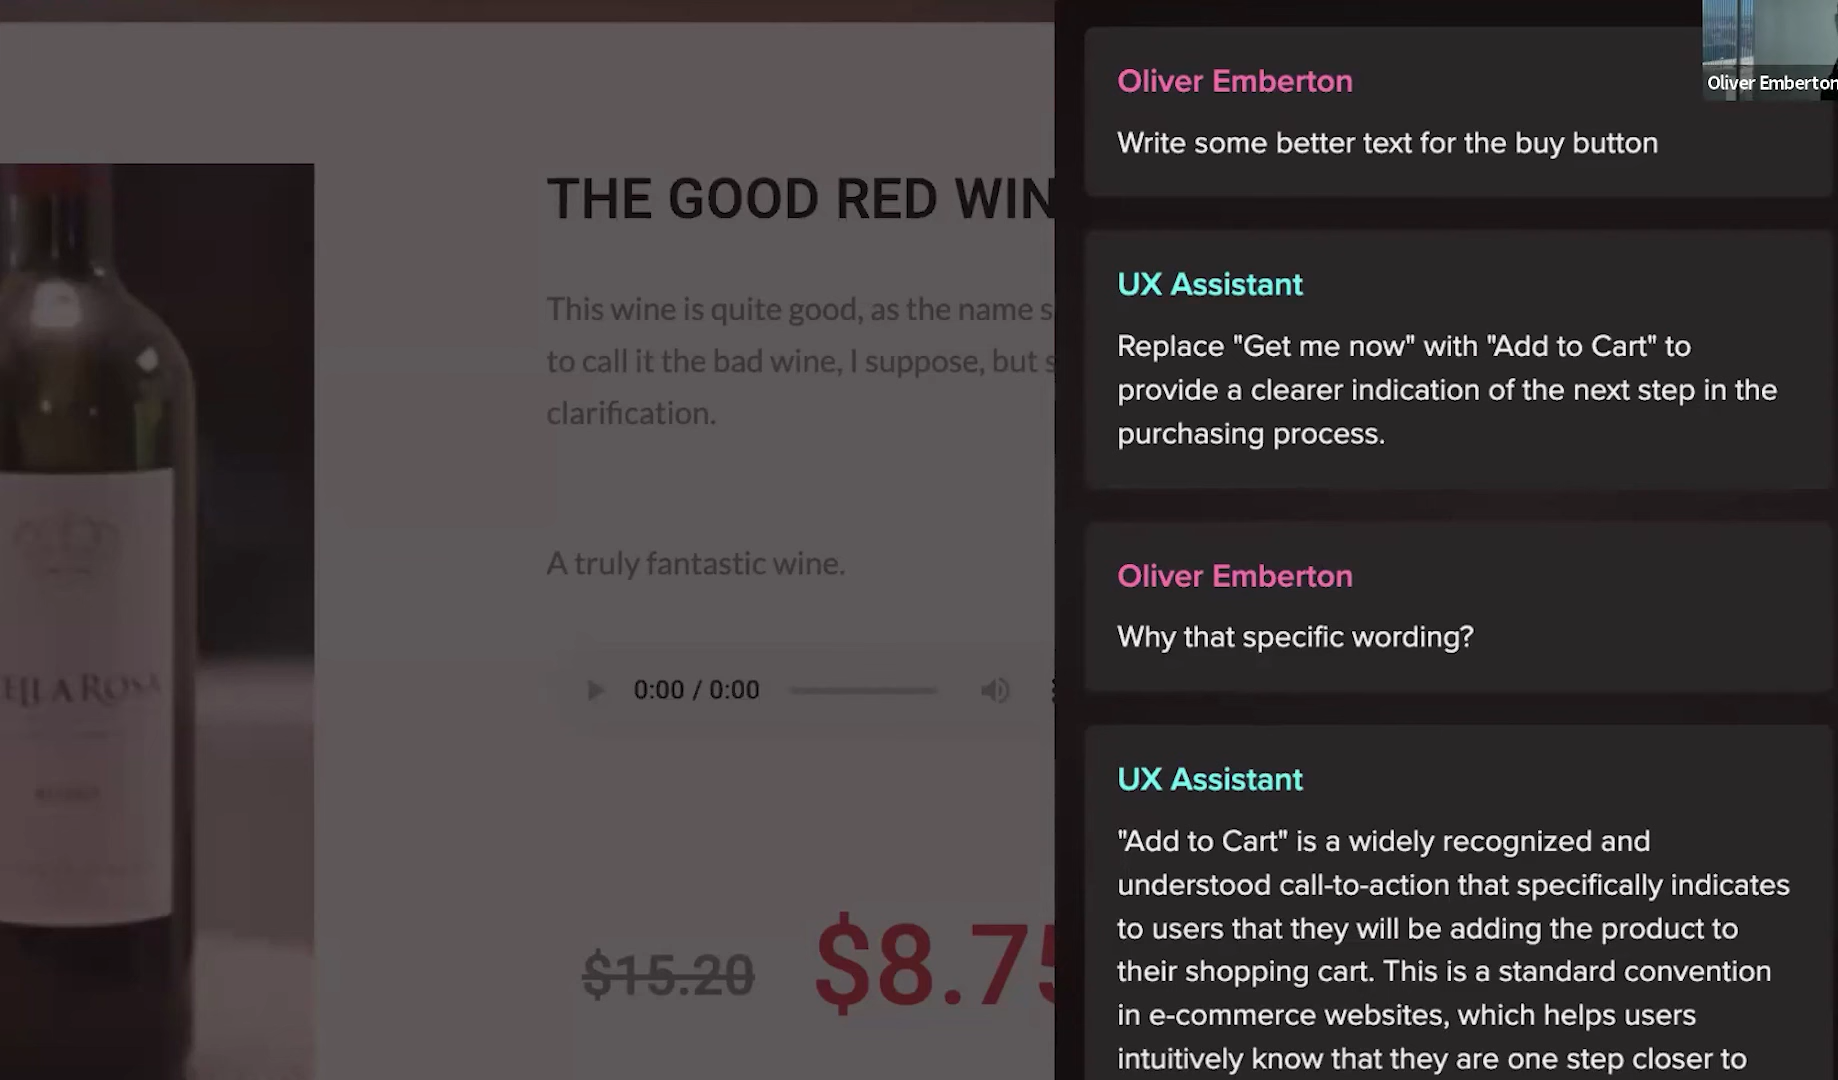 THE GOOD RED WIN
This wine is quite good, as the name s
to call it the bad wine, I suppose, but s
clarification.
A truly fantastic wine.
0:00 / 0:00
$15.20 $8.75
ELLA ROSA
Oliver Emberton
Write some better text for the buy button
UX Assistant
Replace "Get me now" with "Add to Cart" to
provide a clearer indication of the next step in the
purchasing process.
Oliver Emberton
Why that specific wording?
UX Assistant
"Add to Cart" is a widely recognized and
understood call-to-action that specifically indicates
to users that they will be adding the product to
their shopping cart. This is a standard convention
in e-commerce websites, which helps users
intuitively know that they are one step closer to
Oliver Emberton